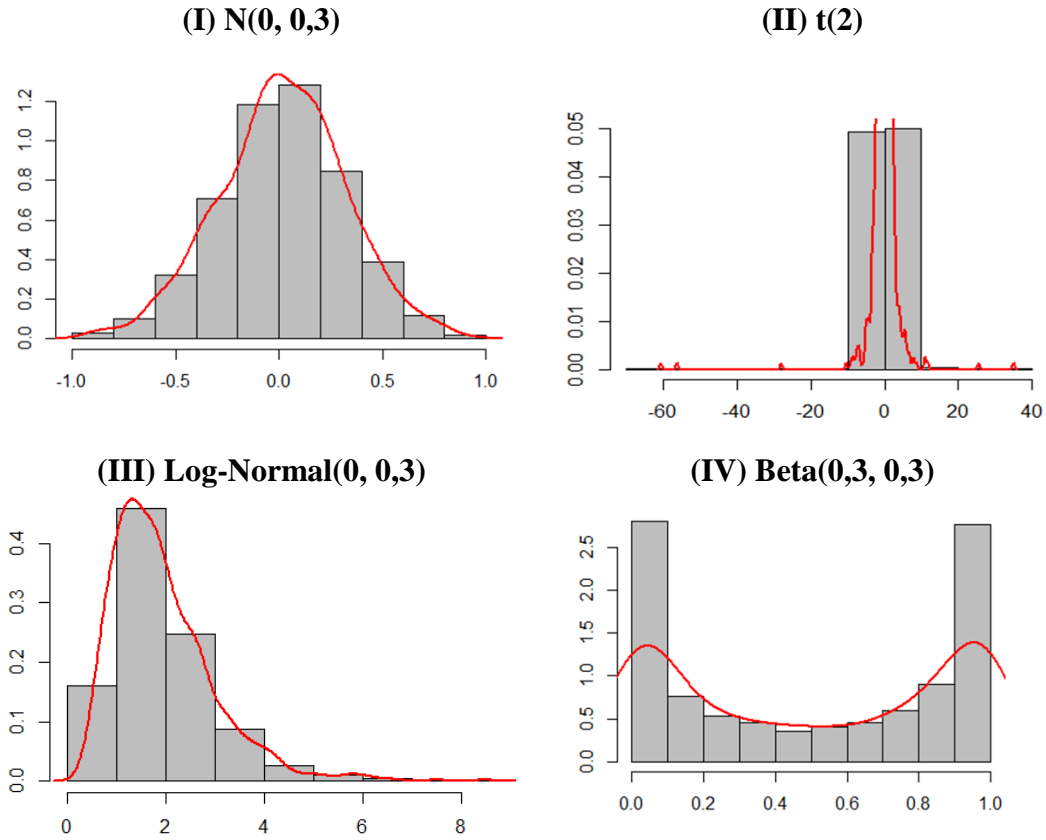 (I) N(0, 0,3)
(II) t(2)
0.0 0.2 0.4 0.6 0.8 1.0 1.2
-1.0 -0.5 0.0 0.5 1.0
0.00 0.01 0.02 0.03 0.04 0.05
-60 -40 -20 0 20 40
(III) Log-Normal(0, 0,3)
(IV) Beta(0,3, 0,3)
0.0 0.1 0.2 0.3 0.4
0 2 4 6 8
0.0 0.5 1.0 1.5 2.0 2.5
0.0 0.2 0.4 0.6 0.8 1.0